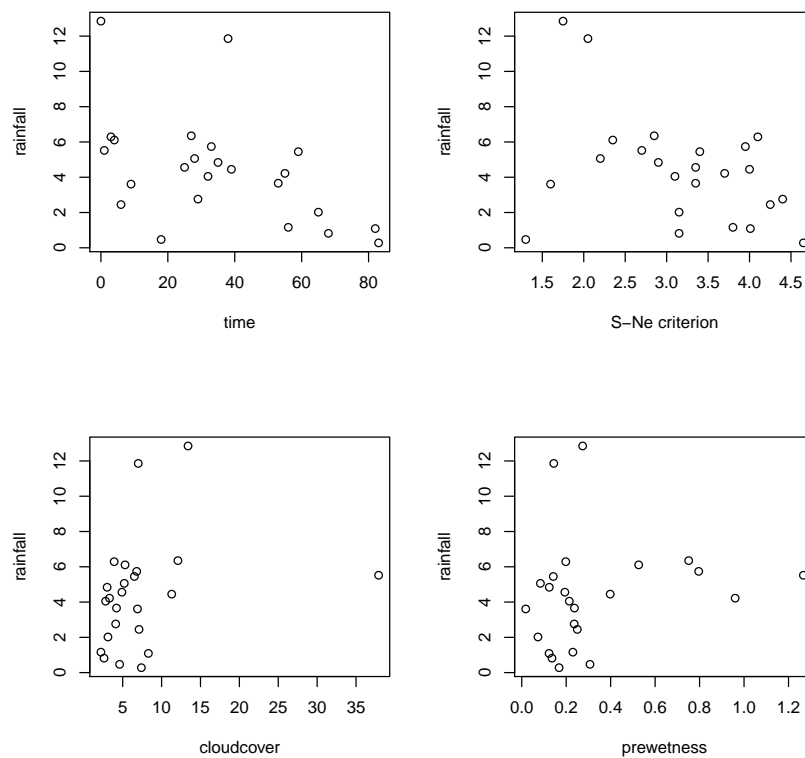 0 20 40 60 80
0 2 4 6 8 10 12
time
rainfall
1.5 2.0 2.5 3.0 3.5 4.0 4.5
0 2 4 6 8 10 12
S−Ne criterion
rainfall
5 10 15 20 25 30 35
0 2 4 6 8 10 12
cloudcover
rainfall
0.0 0.2 0.4 0.6 0.8 1.0 1.2
0 2 4 6 8 10 12
prewetness
rainfall